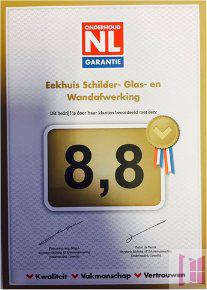 ONDERHOUD
NL
GARANTIE
Eekhuis Schilder- Glas- en
Wandafwerking
Dit bedrijf is door haar klanten beoordeeld met een:
8,8
Kwaliteit Vakmanschap Vertrouwen